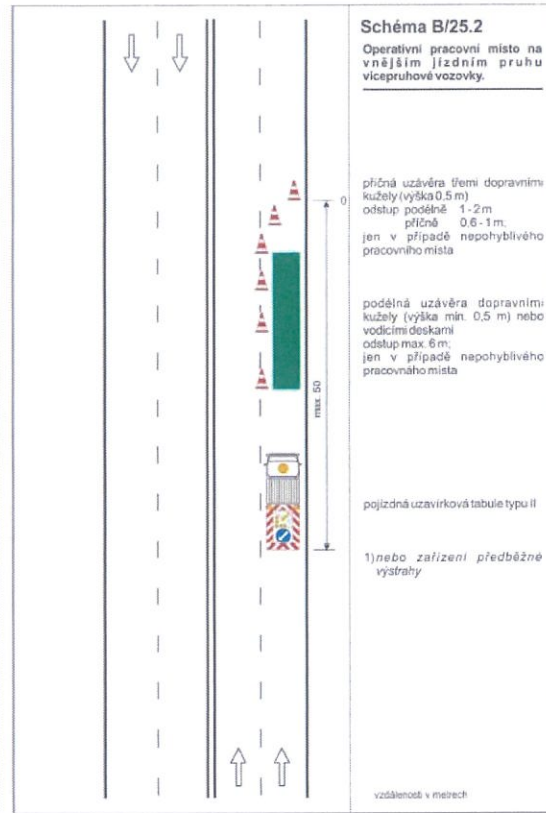 Schéma B/25.2
Operativní pracovní místo na
vnějším jízdním pruhu
vícepruhové vozovky.
0
příčná uzávěra třemi dopravními
kužely (výška 0,5 m)
odstup podélně 1 - 2 m
příčně 0,6 - 1 m;
jen v případě nepohyblivého
pracovního místa
podélná uzávěra dopravními
kužely (výška min. 0,5 m) nebo
vodicími deskami
odstup max. 6 m;
jen v případě nepohyblivého
pracovnáho místa
max. 50
pojízdná uzavírková tabule typu II
1) nebo zařízení předběžné
výstrahy
vzdálenosti v metrech